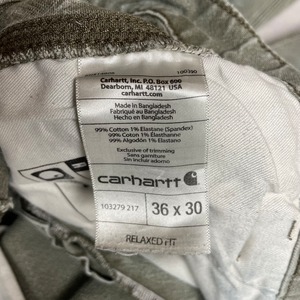 Carhartt, Inc. P.O. Box 600
Dearborn, MI 48121 USA
carhartt.com
Made in Bangladesh
Fabriqué au Bangladesh
Hecho en Bangladesh
99% Cotton 1% Elastane (Spandex)
99% Coton 1% Élasthanne
99% Algodón 1% Elastano
Exclusive of trimming
Sans garniture
Sin incluir adorno
carhartt
103279 217
36 x 30
RELAXED FIT